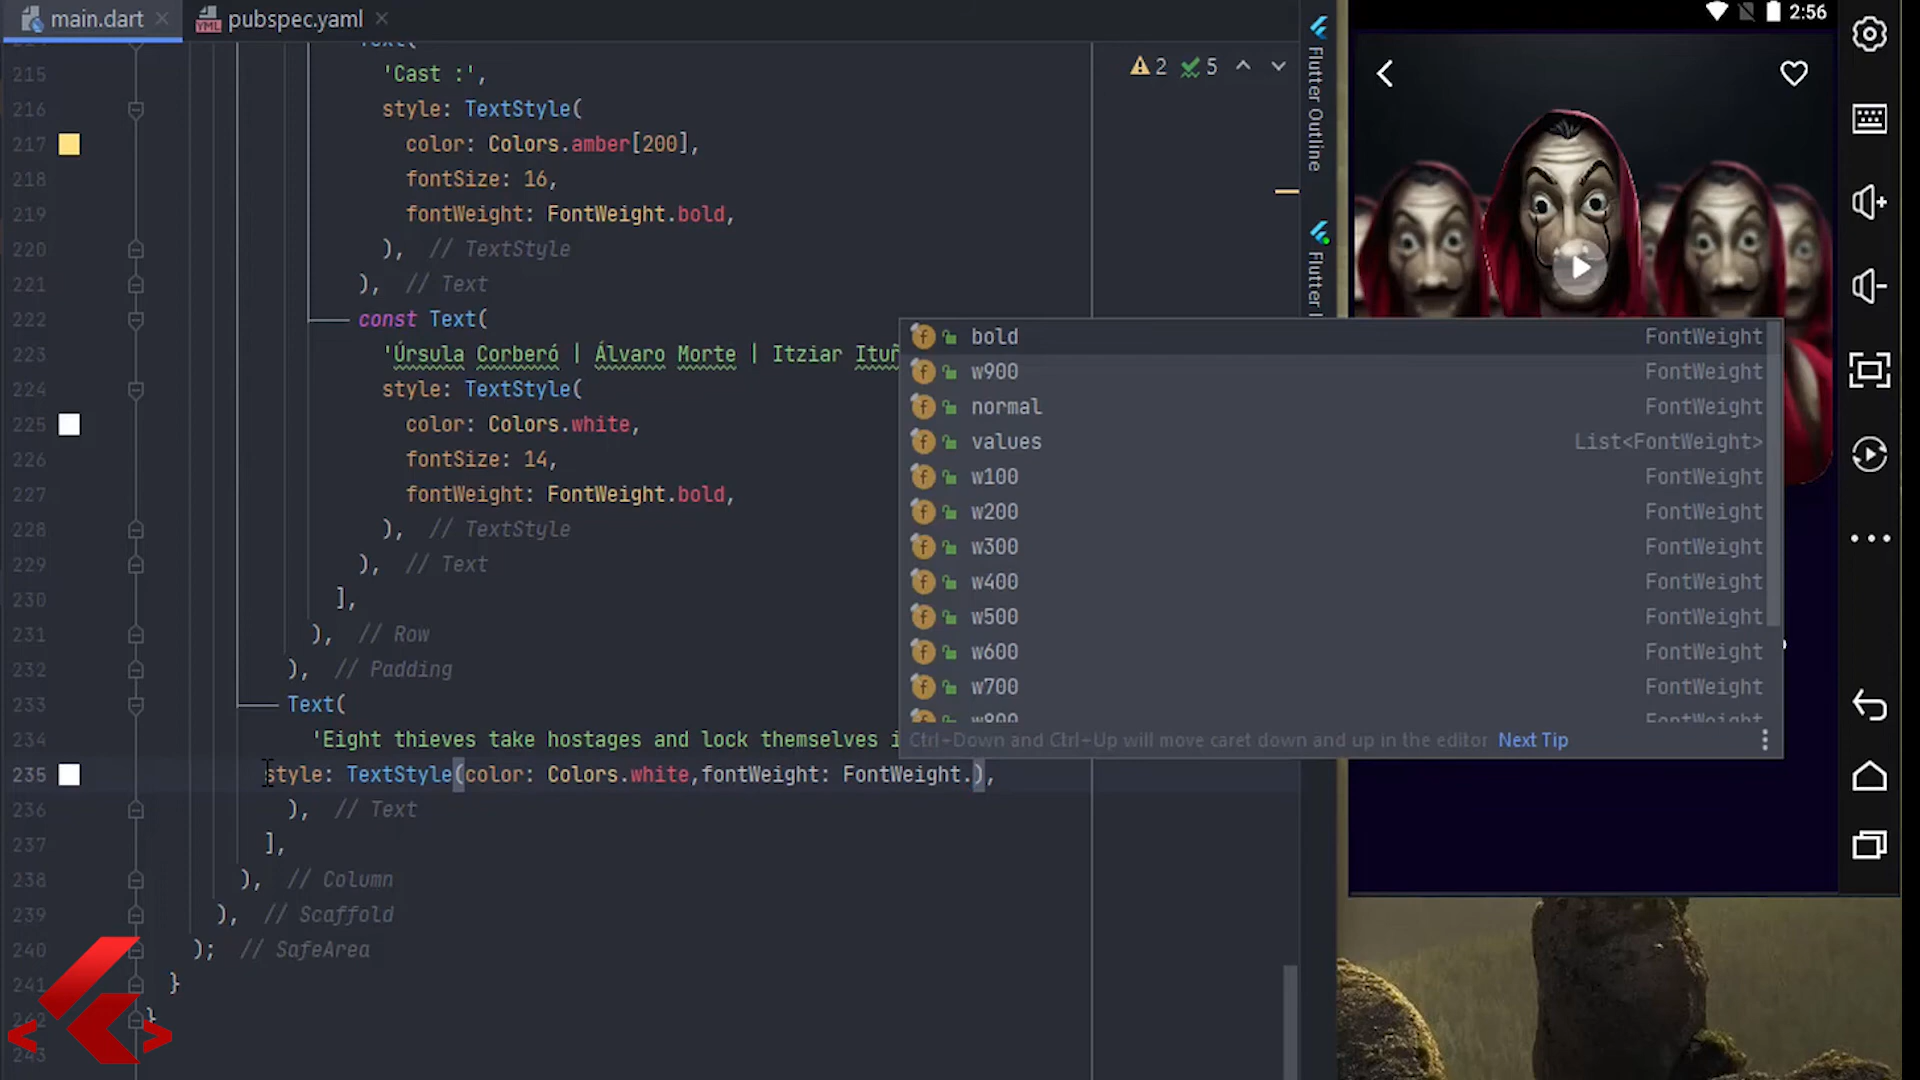 main.dart
pubspec.yaml
2:56
2
5
Text(
215 'Cast :',
216 style: TextStyle(
217 color: Colors.amber[200],
218 fontSize: 16,
219 fontWeight: FontWeight.bold,
220 ), // TextStyle
221 ), // Text
222 const Text(
223 'Úrsula Corberó | Álvaro Morte | Itziar Ituñ
224 style: TextStyle(
225 color: Colors.white,
226 fontSize: 14,
227 fontWeight: FontWeight.bold,
228 ), // TextStyle
229 ), // Text
230 ],
231 ), // Row
232 ), // Padding
233 Text(
234 'Eight thieves take hostages and lock themselves i
235 style: TextStyle(color: Colors.white,fontWeight: FontWeight.),
236 ), // Text
237 ],
238 ), // Column
239 ), // Scaffold
240 ); // SafeArea
241 }
242 }
243
bold FontWeight
w900 FontWeight
normal FontWeight
values List<FontWeight>
w100 FontWeight
w200 FontWeight
w300 FontWeight
w400 FontWeight
w500 FontWeight
w600 FontWeight
w700 FontWeight
w800 FontWeight
Ctrl+Down and Ctrl+Up will move caret down and up in the editor Next Tip
Flutter Outline
Flutter